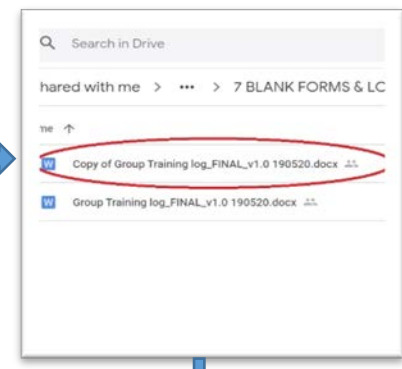 Search in Drive
hared with me > ••• > 7 BLANK FORMS & LC
me ↑
W Copy of Group Training log_FINAL_v1.0 190520.docx
W Group Training log_FINAL_v1.0 190520.docx